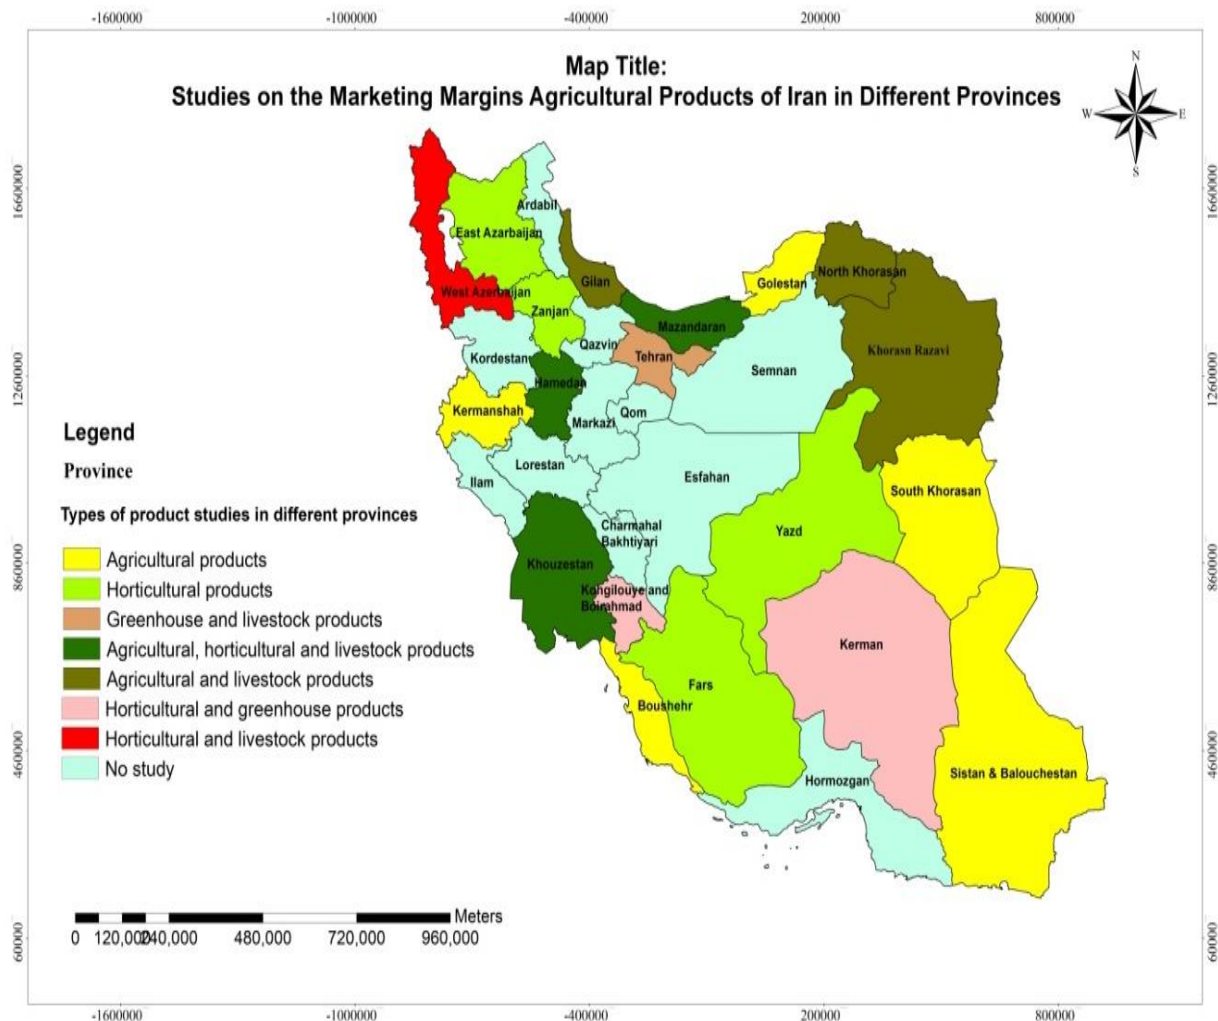 -1600000 -1000000 -400000 200000 800000
Map Title:
Studies on the Marketing Margins Agricultural Products of Iran in Different Provinces
N
W E
S
1660000 1660000
1260000 1260000
860000 860000
460000 460000
60000 60000
Ardabil
East Azarbaijan
West Azerbaijan
Zanjan
Gilan
Golestan
North Khorasan
Mazandaran
Khorasn Razavi
Qazvin
Tehran
Kordestan
Semnan
Hamedan
Kermanshah
Markazi
Qom
Lorestan
Ilam
Esfahan
South Khorasan
Charmahal
Bakhtiyari
Yazd
Khouzestan
Kohgilouye and
Boirahmad
Kerman
Fars
Boushehr
Hormozgan
Sistan & Balouchestan
Legend
Province
Types of product studies in different provinces
Agricultural products
Horticultural products
Greenhouse and livestock products
Agricultural, horticultural and livestock products
Agricultural and livestock products
Horticultural and greenhouse products
Horticultural and livestock products
No study
Meters
0 120,000 240,000 480,000 720,000 960,000
-1600000 -1000000 -400000 200000 800000